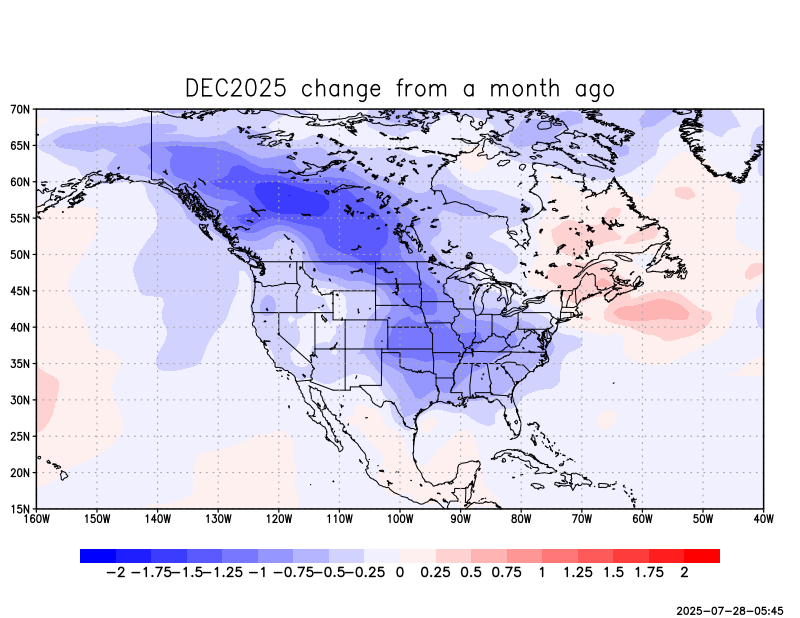 DEC2025 change from a month ago
70N
65N
60N
55N
50N
45N
40N
35N
30N
25N
20N
15N
160W 150W 140W 130W 120W 110W 100W 90W 80W 70W 60W 50W 40W
-2 -1.75 -1.5 -1.25 -1 -0.75 -0.5 -0.25 0 0.25 0.5 0.75 1 1.25 1.5 1.75 2
2025-07-28-05:45